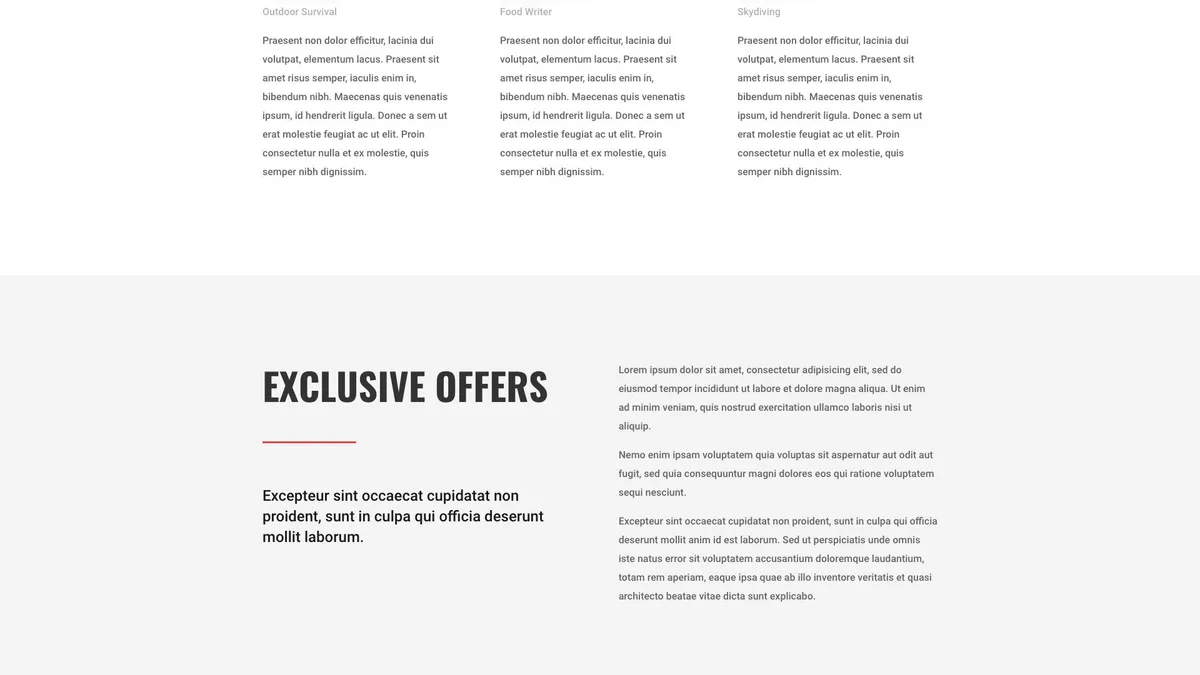 Outdoor Survival
Praesent non dolor efficitur, lacinia dui
volutpat, elementum lacus. Praesent sit
amet risus semper, iaculis enim in,
bibendum nibh. Maecenas quis venenatis
ipsum, id hendrerit ligula. Donec a sem ut
erat molestie feugiat ac ut elit. Proin
consectetur nulla et ex molestie, quis
semper nibh dignissim.
Food Writer
Praesent non dolor efficitur, lacinia dui
volutpat, elementum lacus. Praesent sit
amet risus semper, iaculis enim in,
bibendum nibh. Maecenas quis venenatis
ipsum, id hendrerit ligula. Donec a sem ut
erat molestie feugiat ac ut elit. Proin
consectetur nulla et ex molestie, quis
semper nibh dignissim.
Skydiving
Praesent non dolor efficitur, lacinia dui
volutpat, elementum lacus. Praesent sit
amet risus semper, iaculis enim in,
bibendum nibh. Maecenas quis venenatis
ipsum, id hendrerit ligula. Donec a sem ut
erat molestie feugiat ac ut elit. Proin
consectetur nulla et ex molestie, quis
semper nibh dignissim.
EXCLUSIVE OFFERS
Excepteur sint occaecat cupidatat non
proident, sunt in culpa qui officia deserunt
mollit laborum.
Lorem ipsum dolor sit amet, consectetur adipisicing elit, sed do
eiusmod tempor incididunt ut labore et dolore magna aliqua. Ut enim
ad minim veniam, quis nostrud exercitation ullamco laboris nisi ut
aliquip.
Nemo enim ipsam voluptatem quia voluptas sit aspernatur aut odit aut
fugit, sed quia consequuntur magni dolores eos qui ratione voluptatem
sequi nesciunt.
Excepteur sint occaecat cupidatat non proident, sunt in culpa qui officia
deserunt mollit anim id est laborum. Sed ut perspiciatis unde omnis
iste natus error sit voluptatem accusantium doloremque laudantium,
totam rem aperiam, eaque ipsa quae ab illo inventore veritatis et quasi
architecto beatae vitae dicta sunt explicabo.